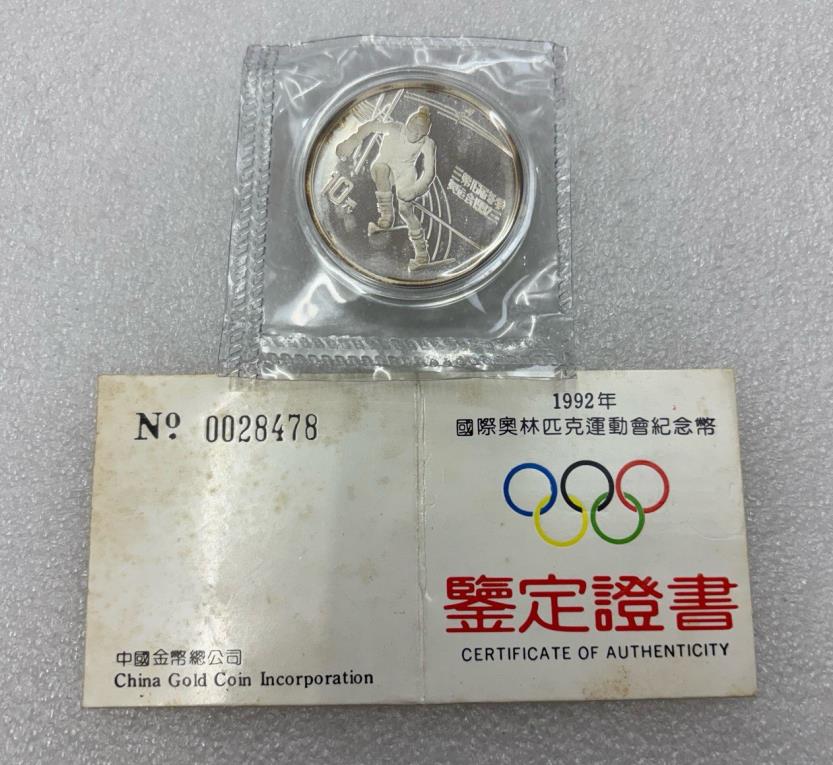 10元
No 0028478
中國金幣總公司
China Gold Coin Incorporation
1992年
國際奧林匹克運動會紀念幣
鑒定證書
CERTIFICATE OF AUTHENTICITY